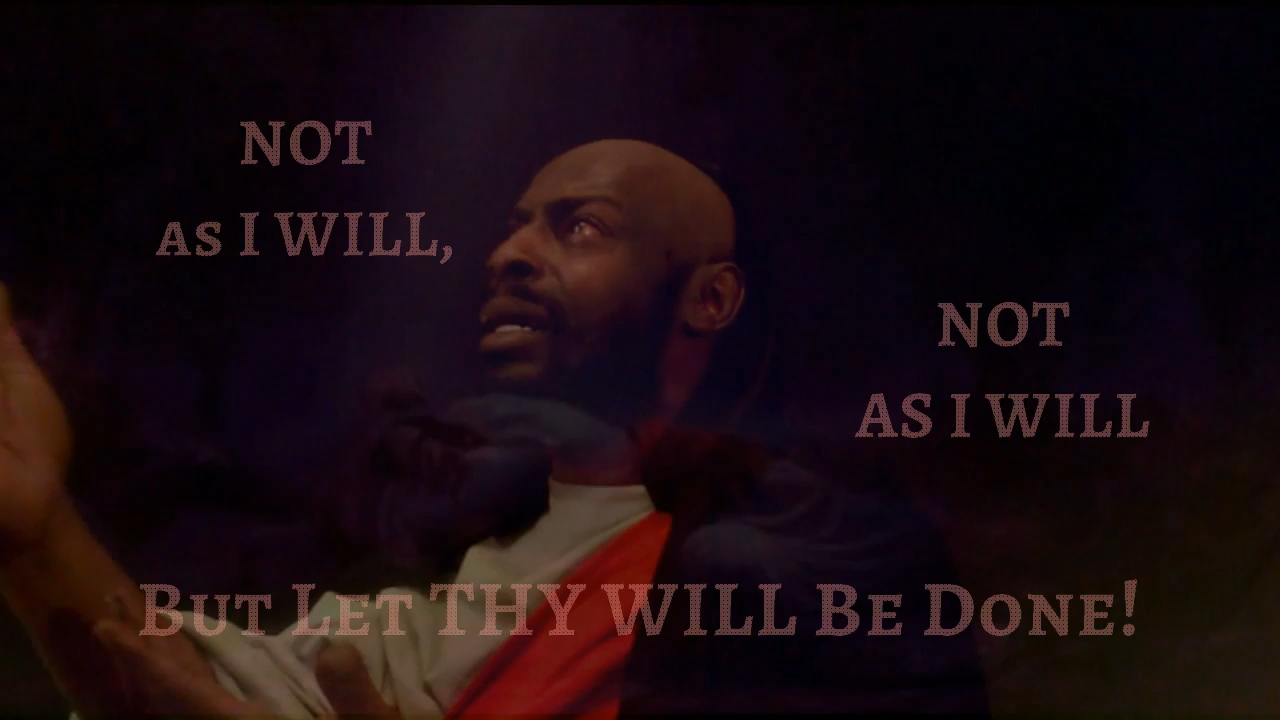 NOT
AS I WILL,
NOT
AS I WILL
BUT LET THY WILL BE DONE!